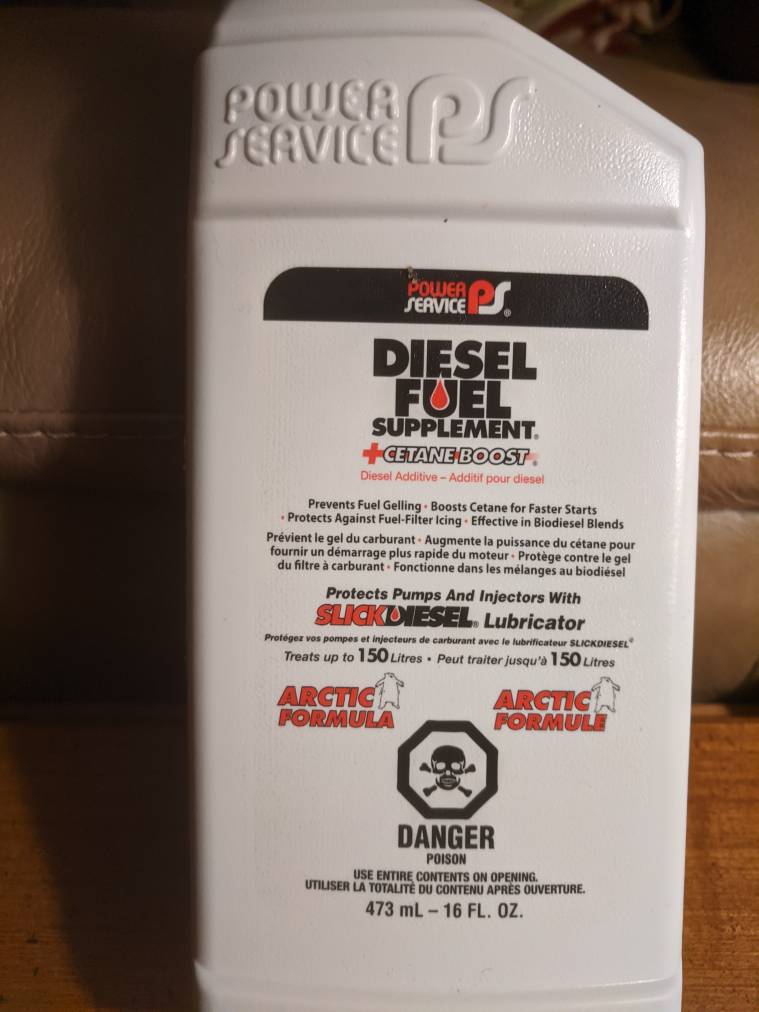 POWER
SERVICE PS
POWER
SERVICE PS®
DIESEL
FUEL
SUPPLEMENT®
+CETANE BOOST®
Diesel Additive – Additif pour diesel
Prevents Fuel Gelling • Boosts Cetane for Faster Starts
• Protects Against Fuel-Filter Icing • Effective in Biodiesel Blends
Prévient le gel du carburant • Augmente la puissance du cétane pour
fournir un démarrage plus rapide du moteur • Protège contre le gel
du filtre à carburant • Fonctionne dans les mélanges au biodiésel
Protects Pumps And Injectors With
SLICKDIESEL® Lubricator
Protégez vos pompes et injecteurs de carburant avec le lubrificateur SLICKDIESEL®
Treats up to 150 Litres • Peut traiter jusqu'à 150 Litres
ARCTIC ARCTIC
FORMULA FORMULE
DANGER
POISON
USE ENTIRE CONTENTS ON OPENING.
UTILISER LA TOTALITÉ DU CONTENU APRÈS OUVERTURE.
473 mL – 16 FL. OZ.